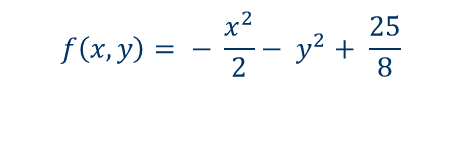 f(x, y) = − x²/2 − y² + 25/8